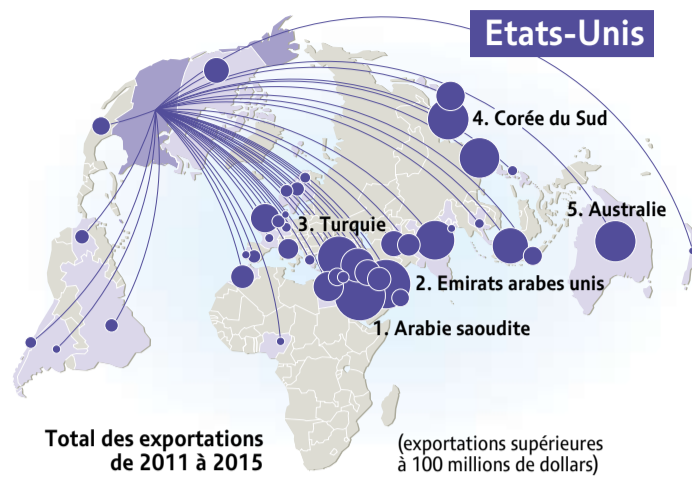 Etats-Unis
4. Corée du Sud
5. Australie
3. Turquie
2. Emirats arabes unis
1. Arabie saoudite
Total des exportations
de 2011 à 2015
(exportations supérieures
à 100 millions de dollars)